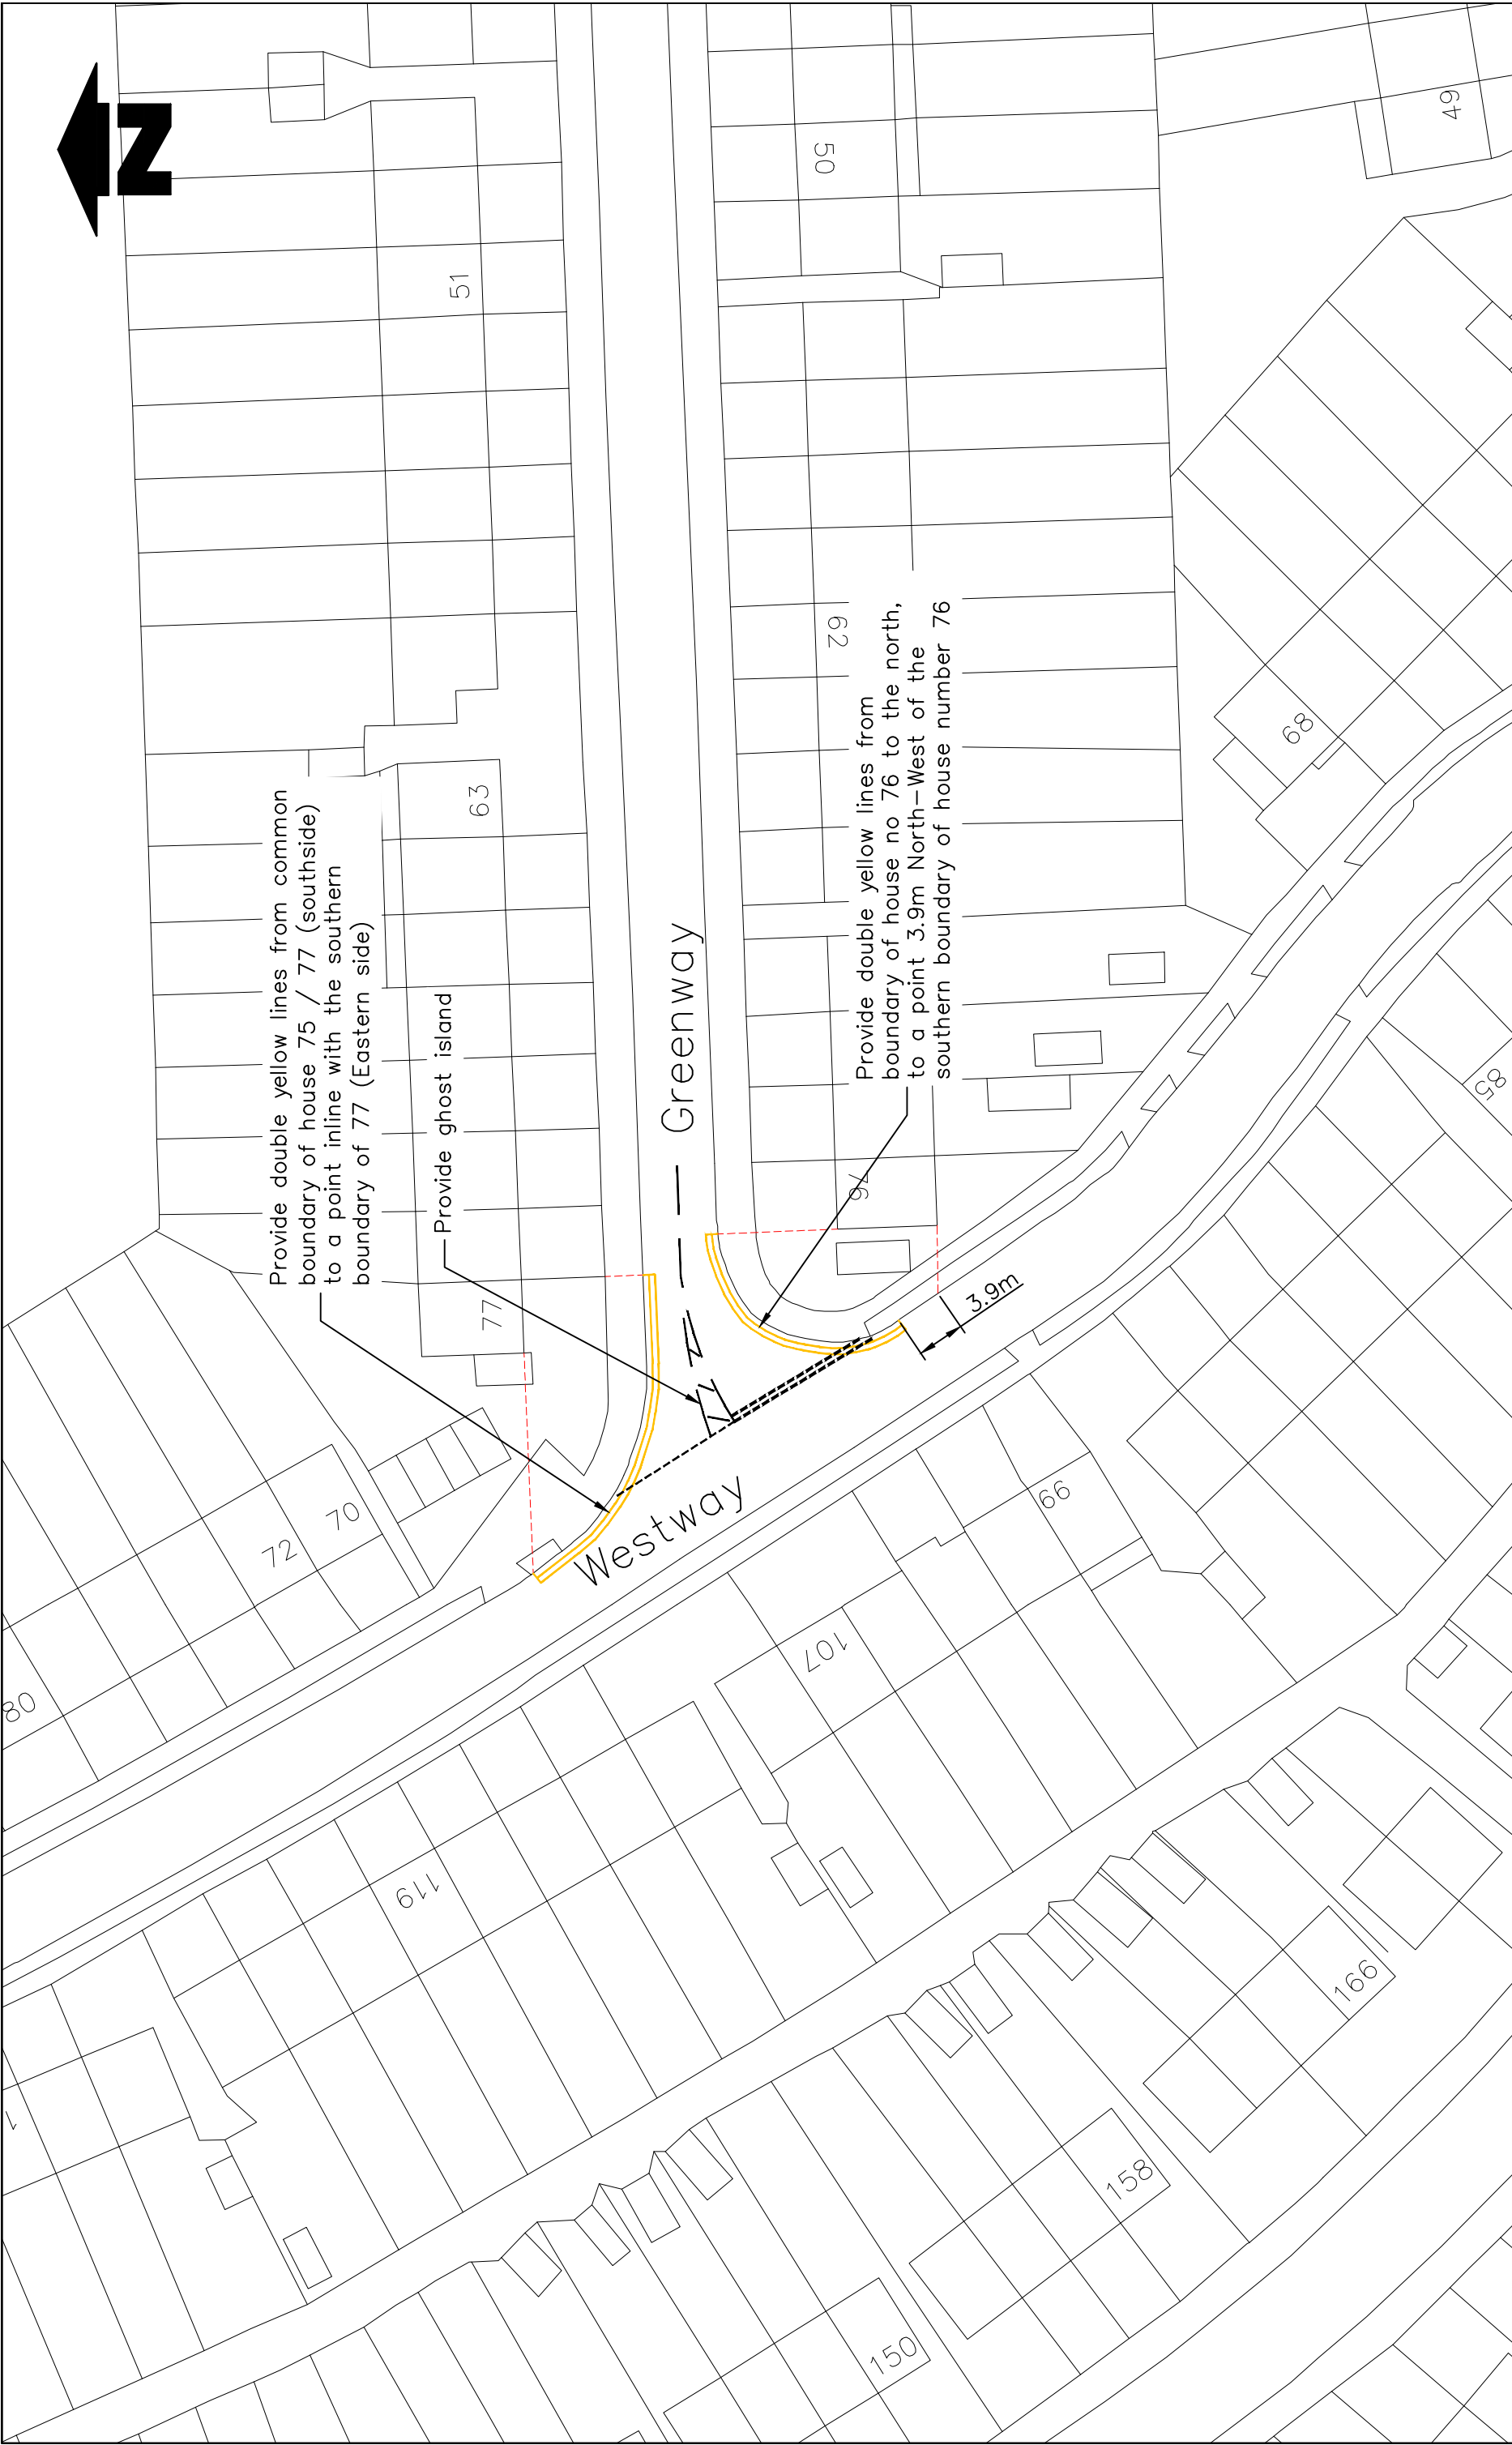 N
Provide double yellow lines from common
boundary of house 75 / 77 (southside)
to a point inline with the southern
boundary of 77 (Eastern side)
Provide ghost island
Provide double yellow lines from
boundary of house no 76 to the north,
to a point 3.9m North-West of the
southern boundary of house number 76
Greenway
Westway
3.9m
49
50
51
62
63
68
76
77
85
72
70
80
99
107
119
1
166
158
150